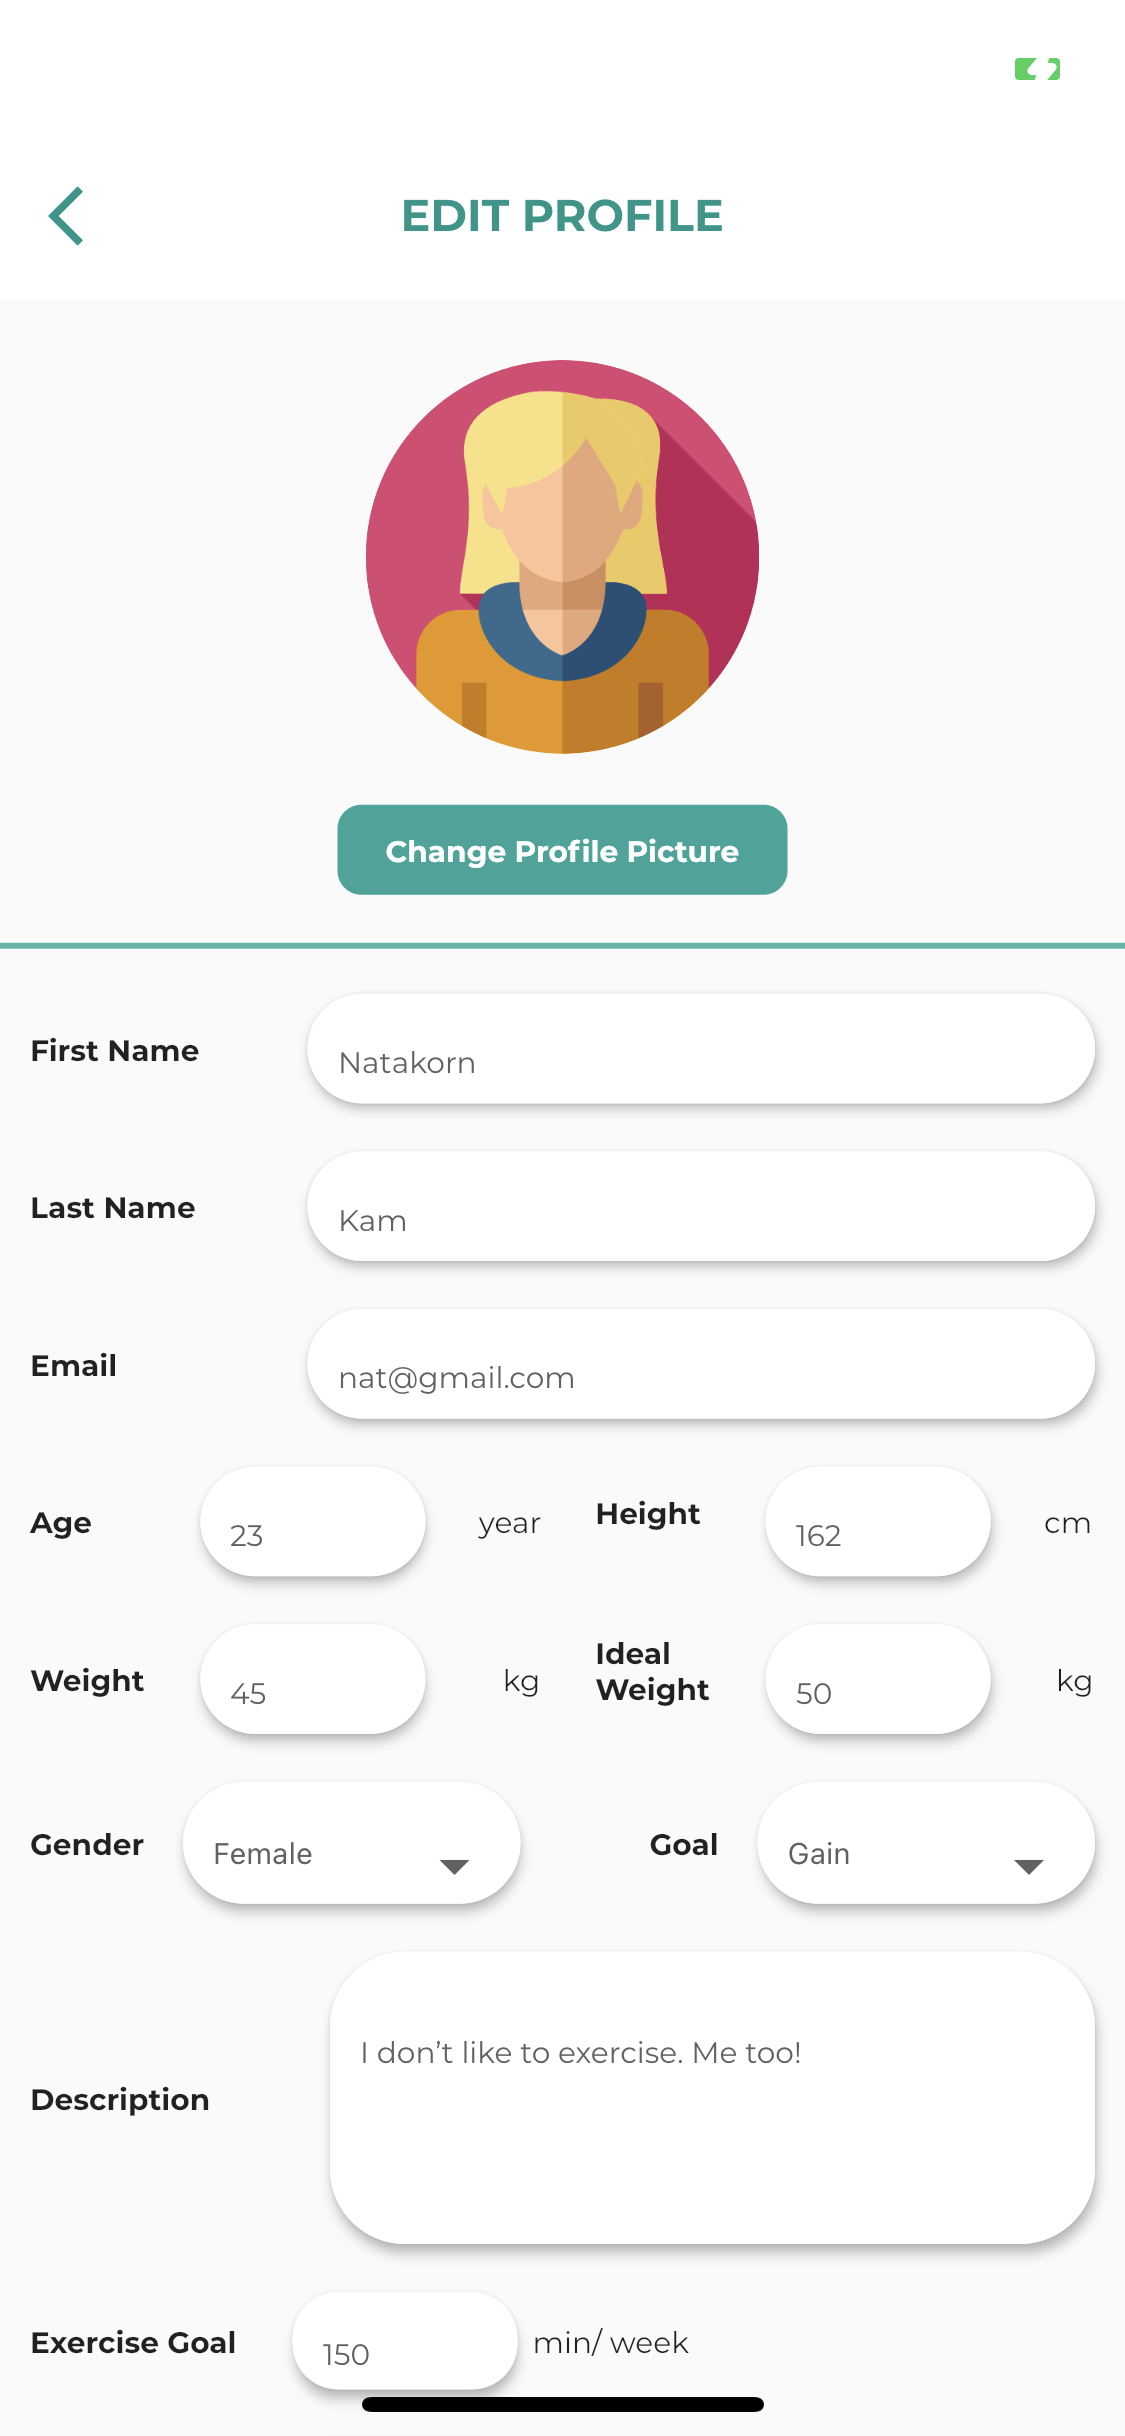 EDIT PROFILE
Change Profile Picture
First Name
Natakorn
Last Name
Kam
Email
nat@gmail.com
Age 23 year Height 162 cm
Weight 45 kg Ideal Weight 50 kg
Gender Female Goal Gain
Description
I don’t like to exercise. Me too!
Exercise Goal 150 min/ week